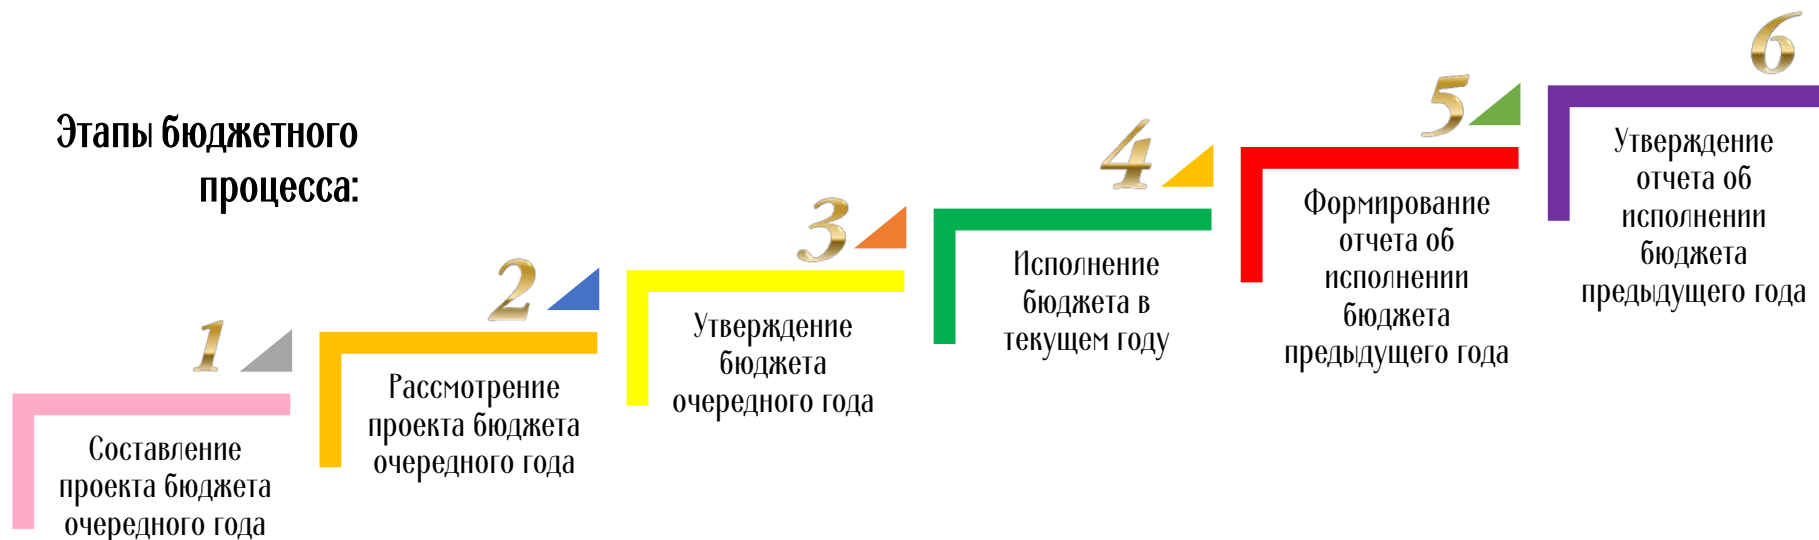 Этапы бюджетного
процесса:
1
Составление
проекта бюджета
очередного года
2
Рассмотрение
проекта бюджета
очередного года
3
Утверждение
бюджета
очередного года
4
Исполнение
бюджета в
текущем году
5
Формирование
отчета об
исполнении
бюджета
предыдущего года
6
Утверждение
отчета об
исполнении
бюджета
предыдущего года